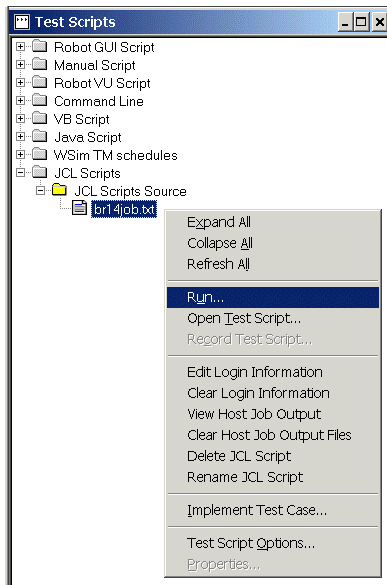 Test Scripts
Robot GUI Script
Manual Script
Robot VU Script
Command Line
VB Script
Java Script
WSim TM schedules
JCL Scripts
JCL Scripts Source
br14job.txt
Expand All
Collapse All
Refresh All
Run...
Open Test Script...
Record Test Script...
Edit Login Information
Clear Login Information
View Host Job Output
Clear Host Job Output Files
Delete JCL Script
Rename JCL Script
Implement Test Case...
Test Script Options...
Properties...